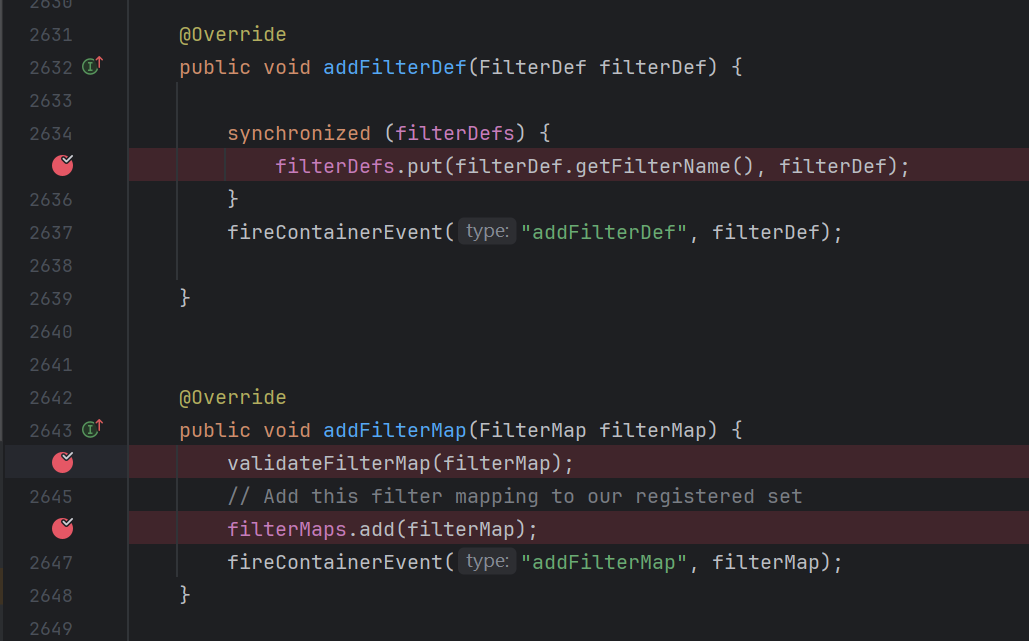 2630
2631 @Override
2632 public void addFilterDef(FilterDef filterDef) {
2633
2634 synchronized (filterDefs) {
filterDefs.put(filterDef.getFilterName(), filterDef);
2636 }
2637 fireContainerEvent( type: "addFilterDef", filterDef);
2638
2639 }
2640
2641
2642 @Override
2643 public void addFilterMap(FilterMap filterMap) {
validateFilterMap(filterMap);
2645 // Add this filter mapping to our registered set
filterMaps.add(filterMap);
2647 fireContainerEvent( type: "addFilterMap", filterMap);
2648 }
2649